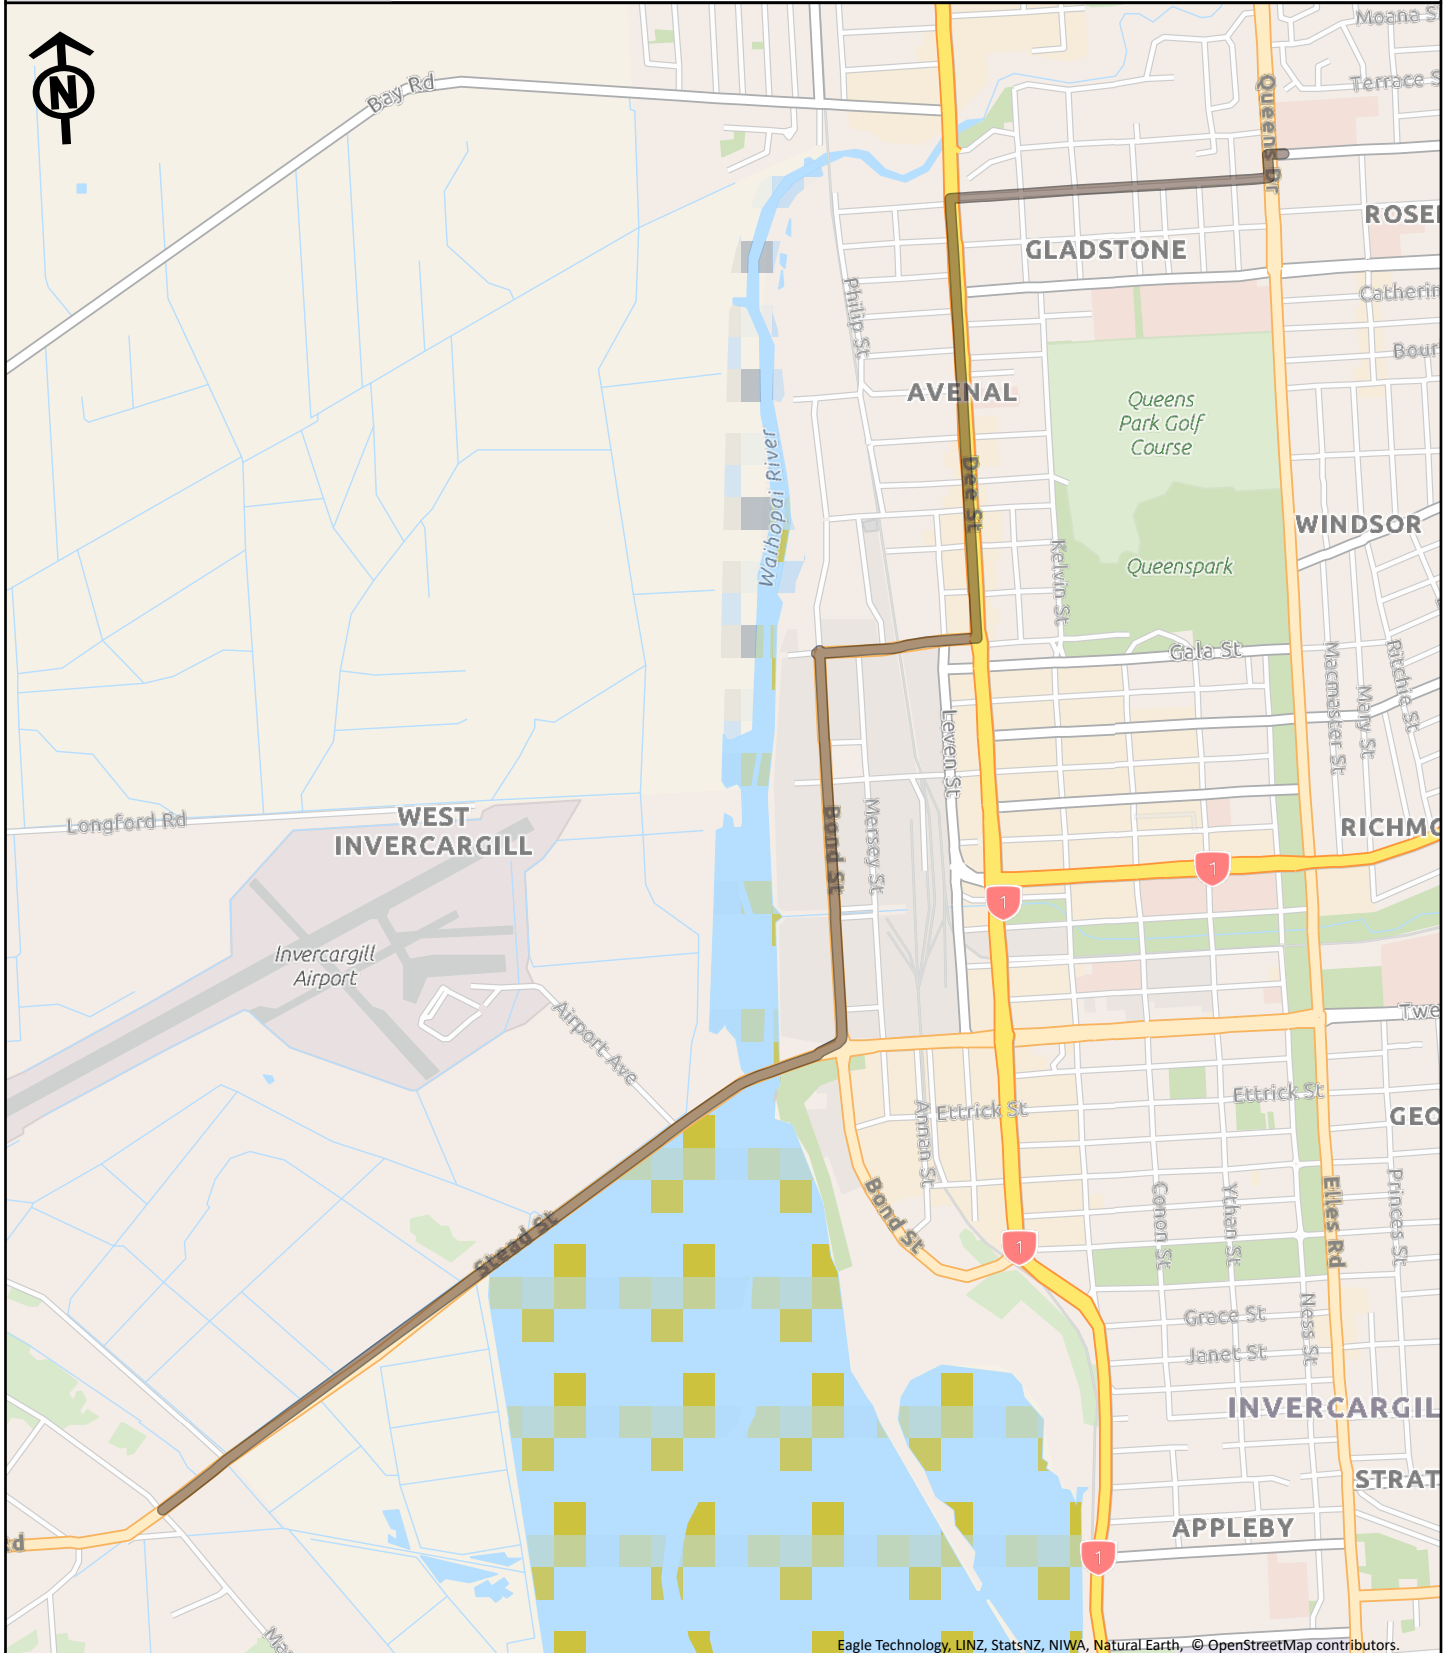 Moana S
Bay Rd
Terrace S
N
Queens Dr
ROSE
GLADSTONE
Philip St
Catherin
Bour
AVENAL
Queens
Park Golf
Course
Waihopai River
Dee St
WINDSOR
Kelvin St
Queenspark
Gala St
Macmaster St
Ritchie St
Mary St
Leven St
Longford Rd
WEST
INVERCARGILL
Bond St
Mersey St
RICHMO
1
1
Invercargill
Airport
Airport Ave
Twe
Ettrick St
Ettrick St
Annan St
GEO
Stead St
Bond St
Conon St
Ythan St
Elles Rd
Princes St
1
Grace St
Ness St
Janet St
INVERCARGIL
STRAT
APPLEBY
1
Rd
Ma
Eagle Technology, LINZ, StatsNZ, NIWA, Natural Earth, © OpenStreetMap contributors.